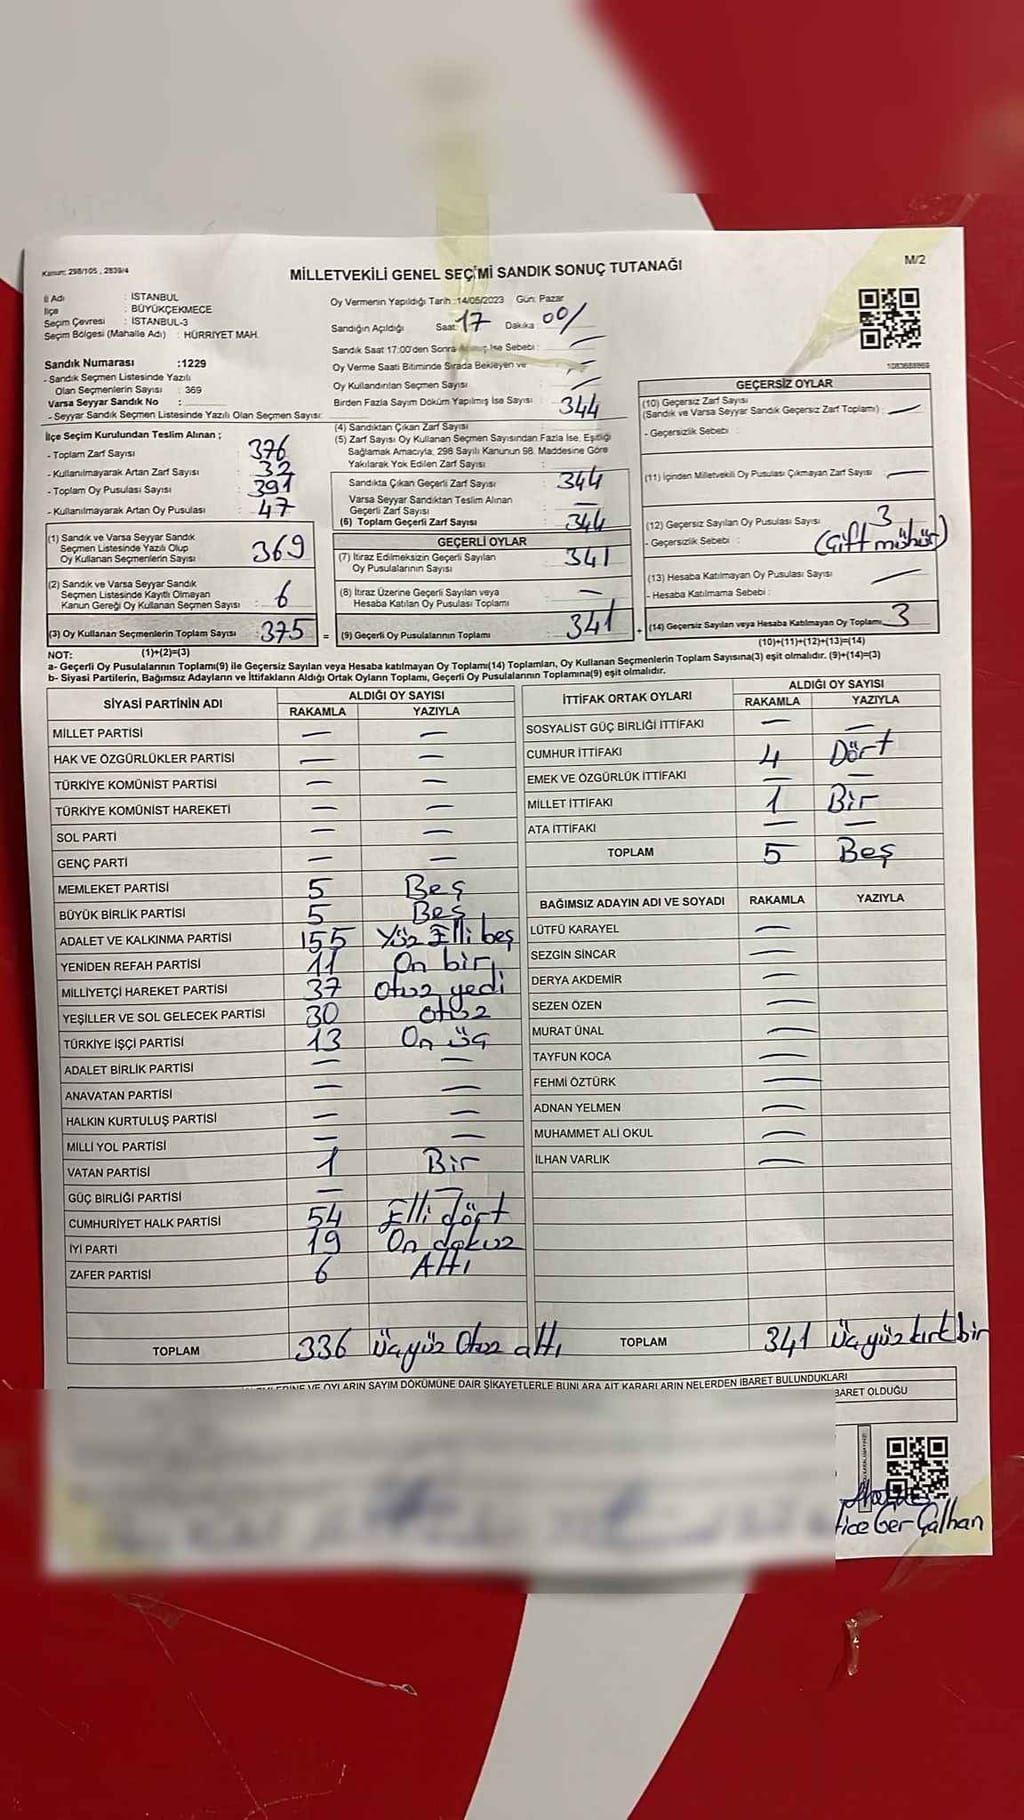 Kanun: 298/105 , 2839/4
MİLLETVEKİLİ GENEL SEÇİMİ SANDIK SONUÇ TUTANAĞI
M/2
İl Adı : İSTANBUL
İlçe : BÜYÜKÇEKMECE
Seçim Çevresi : İSTANBUL-3
Seçim Bölgesi (Mahalle Adı) : HÜRRİYET MAH.
Sandık Numarası :1229
- Sandık Seçmen Listesinde Yazılı
Olan Seçmenlerin Sayısı : 369
Varsa Seyyar Sandık No :
- Seyyar Sandık Seçmen Listesinde Yazılı Olan Seçmen Sayısı:
İlçe Seçim Kurulundan Teslim Alınan ;
- Toplam Zarf Sayısı : 376
- Kullanılmayarak Artan Zarf Sayısı : 32
- Toplam Oy Pusulası Sayısı : 391
- Kullanılmayarak Artan Oy Pusulası : 47
(1) Sandık ve Varsa Seyyar Sandık
Seçmen Listesinde Yazılı Olup
Oy Kullanan Seçmenlerin Sayısı : 369
(2) Sandık ve Varsa Seyyar Sandık
Seçmen Listesinde Kayıtlı Olmayan
Kanun Gereği Oy Kullanan Seçmen Sayısı : 6
(3) Oy Kullanan Seçmenlerin Toplam Sayısı : 375
Oy Vermenin Yapıldığı Tarih :14/05/2023 Gün: Pazar
Sandığın Açıldığı Saat: 17 Dakika : 00/
Sandık Saat 17:00'den Sonra Açılmış İse Sebebi :
Oy Verme Saati Bitiminde Sırada Bekleyen ve
Oy Kullandırılan Seçmen Sayısı :
Birden Fazla Sayım Döküm Yapılmış İse Sayısı : 344
(4) Sandıktan Çıkan Zarf Sayısı :
(5) Zarf Sayısı Oy Kullanan Seçmen Sayısından Fazla İse, Eşitliği
Sağlamak Amacıyla, 298 Sayılı Kanunun 98. Maddesine Göre
Yakılarak Yok Edilen Zarf Sayısı :
Sandıkta Çıkan Geçerli Zarf Sayısı : 344
Varsa Seyyar Sandıktan Teslim Alınan
Geçerli Zarf Sayısı : —
(6) Toplam Geçerli Zarf Sayısı : 344
GEÇERLİ OYLAR
(7) İtiraz Edilmeksizin Geçerli Sayılan
Oy Pusulalarının Sayısı : 341
(8) İtiraz Üzerine Geçerli Sayılan veya
Hesaba Katılan Oy Pusulası Toplamı : —
= (9) Geçerli Oy Pusulalarının Toplamı : 341 +
1083688869
GEÇERSİZ OYLAR
(10) Geçersiz Zarf Sayısı
(Sandık ve Varsa Seyyar Sandık Geçersiz Zarf Toplamı) : —
- Geçersizlik Sebebi :
(11) İçinden Milletvekili Oy Pusulası Çıkmayan Zarf Sayısı : —
(12) Geçersiz Sayılan Oy Pusulası Sayısı : 3
- Geçersizlik Sebebi : (Çift mühür)
(13) Hesaba Katılmayan Oy Pusulası Sayısı : —
- Hesaba Katılmama Sebebi :
(14) Geçersiz Sayılan veya Hesaba Katılmayan Oy Toplamı : 3
NOT: (1)+(2)=(3) (10)+(11)+(12)+(13)=(14)
a- Geçerli Oy Pusulalarının Toplamı(9) ile Geçersiz Sayılan veya Hesaba katılmayan Oy Toplamı(14) Toplamları, Oy Kullanan Seçmenlerin Toplam Sayısına(3) eşit olmalıdır. (9)+(14)=(3)
b- Siyasi Partilerin, Bağımsız Adayların ve İttifakların Aldığı Oyların Toplamı, Geçerli Oy Pusulalarının Toplamına(9) eşit olmalıdır.
SİYASİ PARTİNİN ADI ALDIĞI OY SAYISI
RAKAMLA YAZIYLA
MİLLET PARTİSİ — —
HAK VE ÖZGÜRLÜKLER PARTİSİ — —
TÜRKİYE KOMÜNİST PARTİSİ — —
TÜRKİYE KOMÜNİST HAREKETİ — —
SOL PARTİ — —
GENÇ PARTİ — —
MEMLEKET PARTİSİ 5 Beş
BÜYÜK BİRLİK PARTİSİ 5 Beş
ADALET VE KALKINMA PARTİSİ 155 Yüz Elli beş
YENİDEN REFAH PARTİSİ 11 On bir
MİLLİYETÇİ HAREKET PARTİSİ 37 Otuz yedi
YEŞİLLER VE SOL GELECEK PARTİSİ 30 Otuz
TÜRKİYE İŞÇİ PARTİSİ 13 On üç
ADALET BİRLİK PARTİSİ — —
ANAVATAN PARTİSİ — —
HALKIN KURTULUŞ PARTİSİ — —
MİLLİ YOL PARTİSİ — —
VATAN PARTİSİ 1 Bir
GÜÇ BİRLİĞİ PARTİSİ — —
CUMHURİYET HALK PARTİSİ 54 Elli dört
İYİ PARTİ 19 On dokuz
ZAFER PARTİSİ 6 Altı
TOPLAM 336 Üçyüz Otuz altı
İTTİFAK ORTAK OYLARI ALDIĞI OY SAYISI
RAKAMLA YAZIYLA
SOSYALİST GÜÇ BİRLİĞİ İTTİFAKI — —
CUMHUR İTTİFAKI 4 Dört
EMEK VE ÖZGÜRLÜK İTTİFAKI — —
MİLLET İTTİFAKI 1 Bir
ATA İTTİFAKI — —
TOPLAM 5 Beş
BAĞIMSIZ ADAYIN ADI VE SOYADI RAKAMLA YAZIYLA
LÜTFÜ KARAYEL —
SEZGİN SİNCAR —
DERYA AKDEMİR —
SEZEN ÖZEN —
MURAT ÜNAL —
TAYFUN KOCA —
FEHMİ ÖZTÜRK —
ADNAN YELMEN —
MUHAMMET ALİ OKUL —
İLHAN VARLIK —
TOPLAM 341 Üçyüz kırk bir
VE OYLARIN SAYIM DÖKÜMÜNE DAİR ŞİKAYETLERLE BUNLARA AİT KARARLARIN NELERDEN İBARET BULUNDUKLARI
BARET OLDUĞU